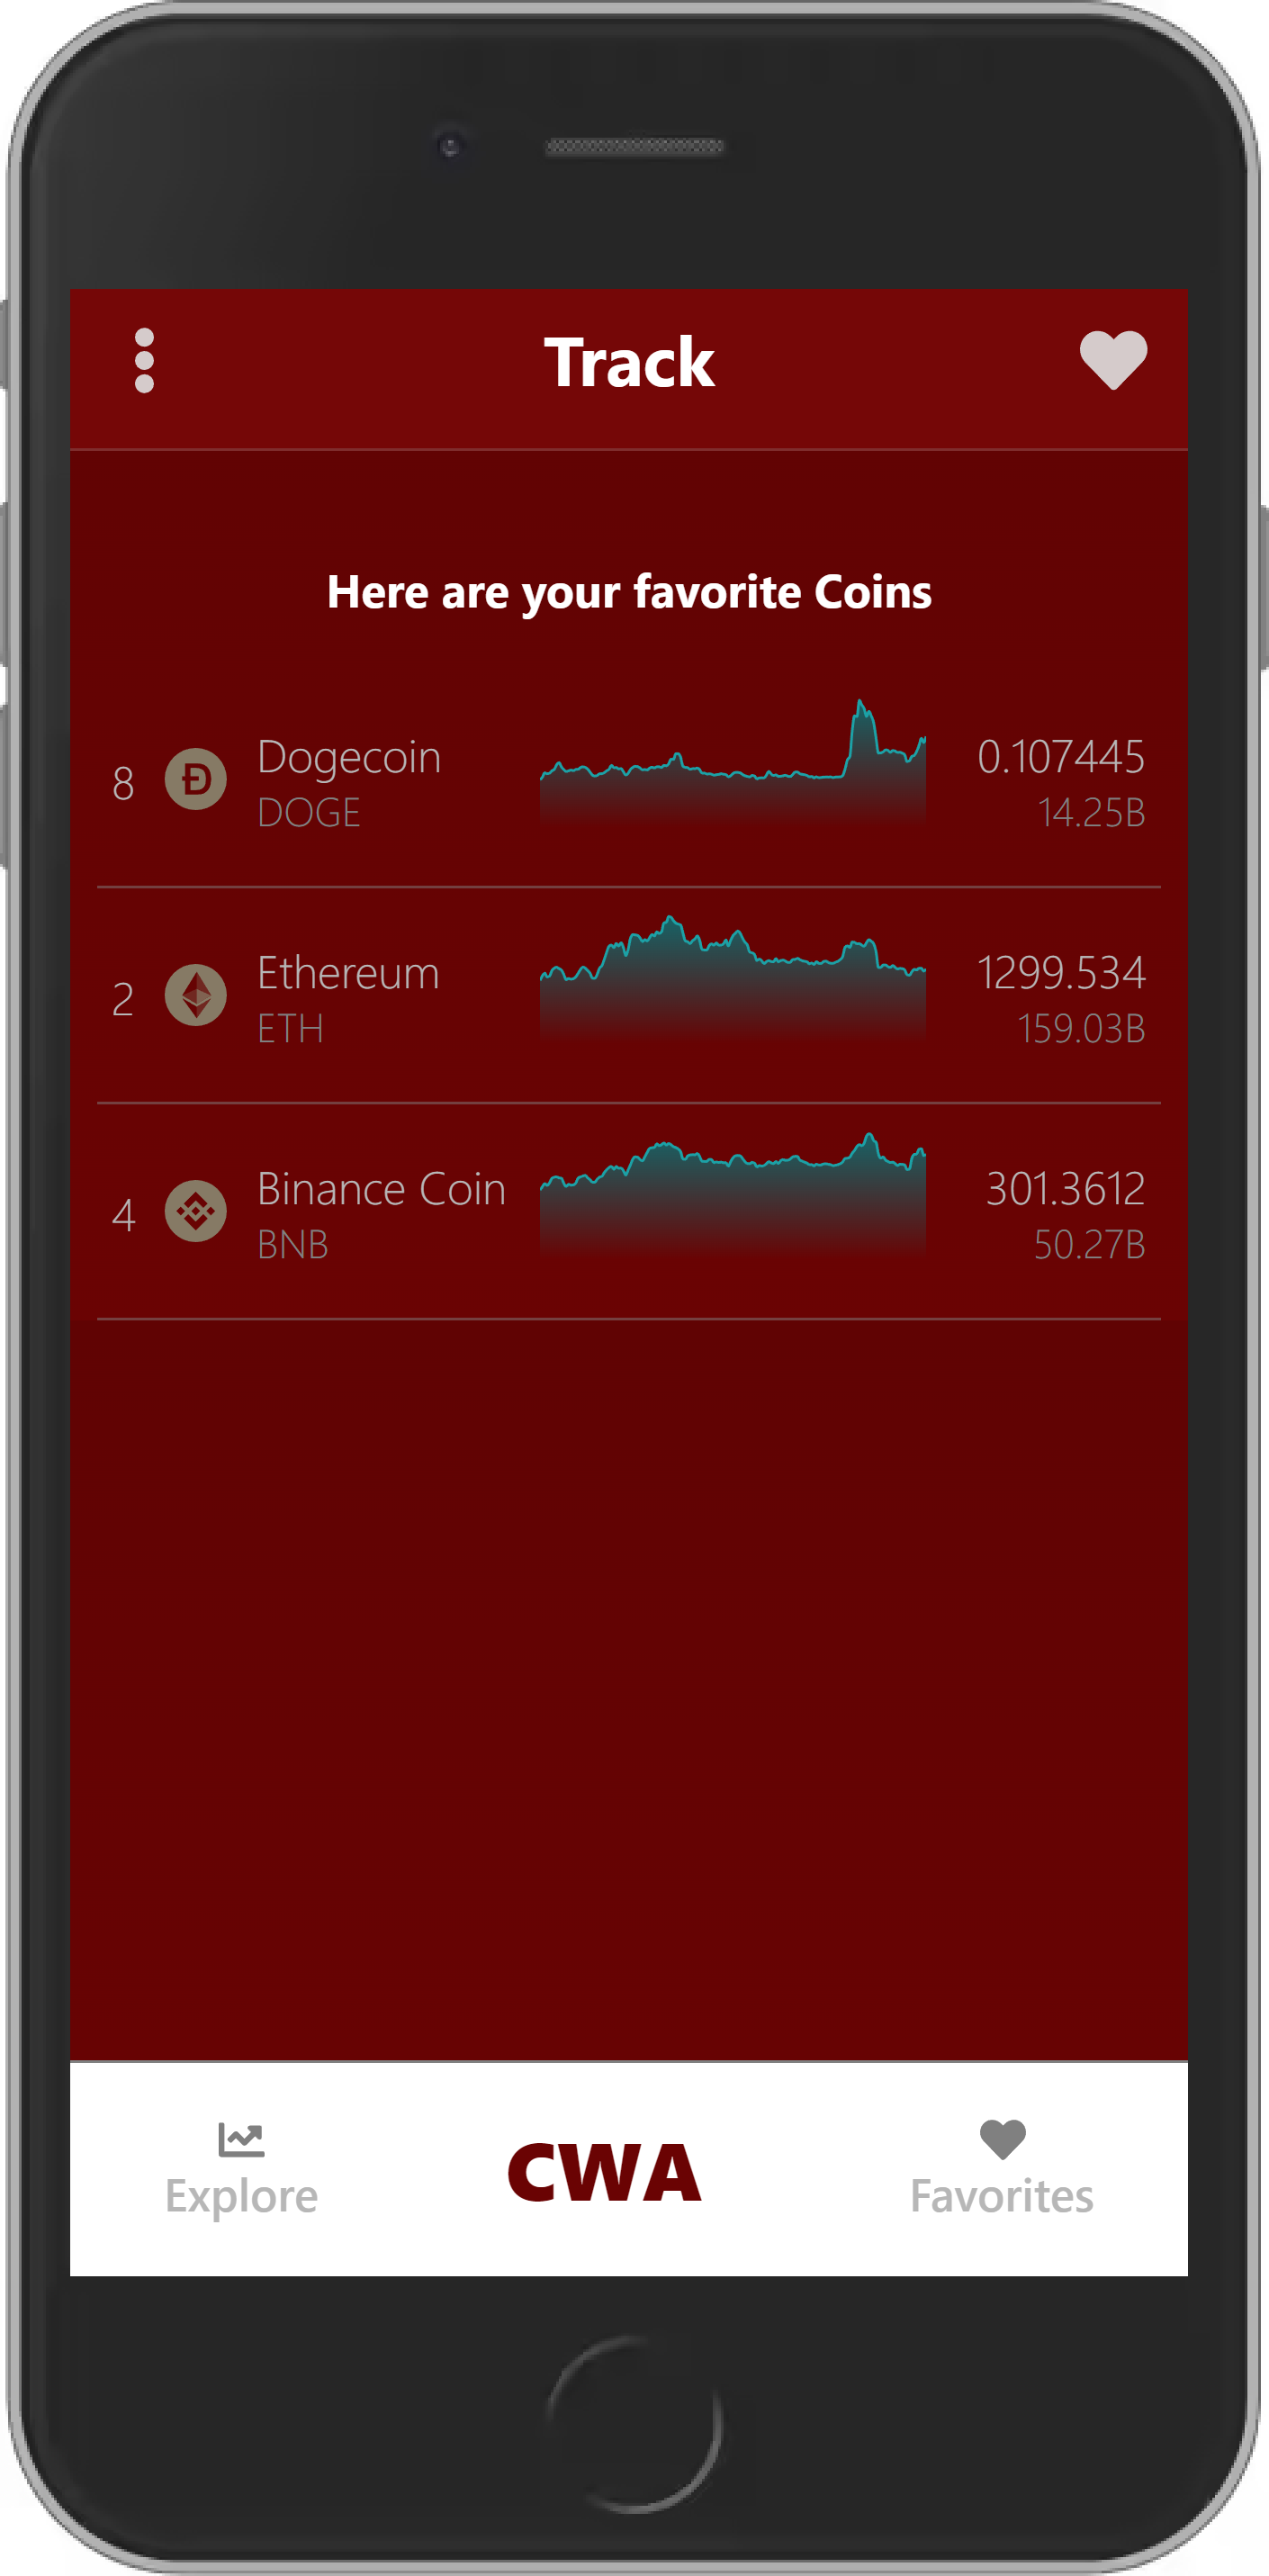 Track
Here are your favorite Coins
8 Dogecoin 0.107445
DOGE 14.25B
2 Ethereum 1299.534
ETH 159.03B
4 Binance Coin 301.3612
BNB 50.27B
Explore CWA Favorites